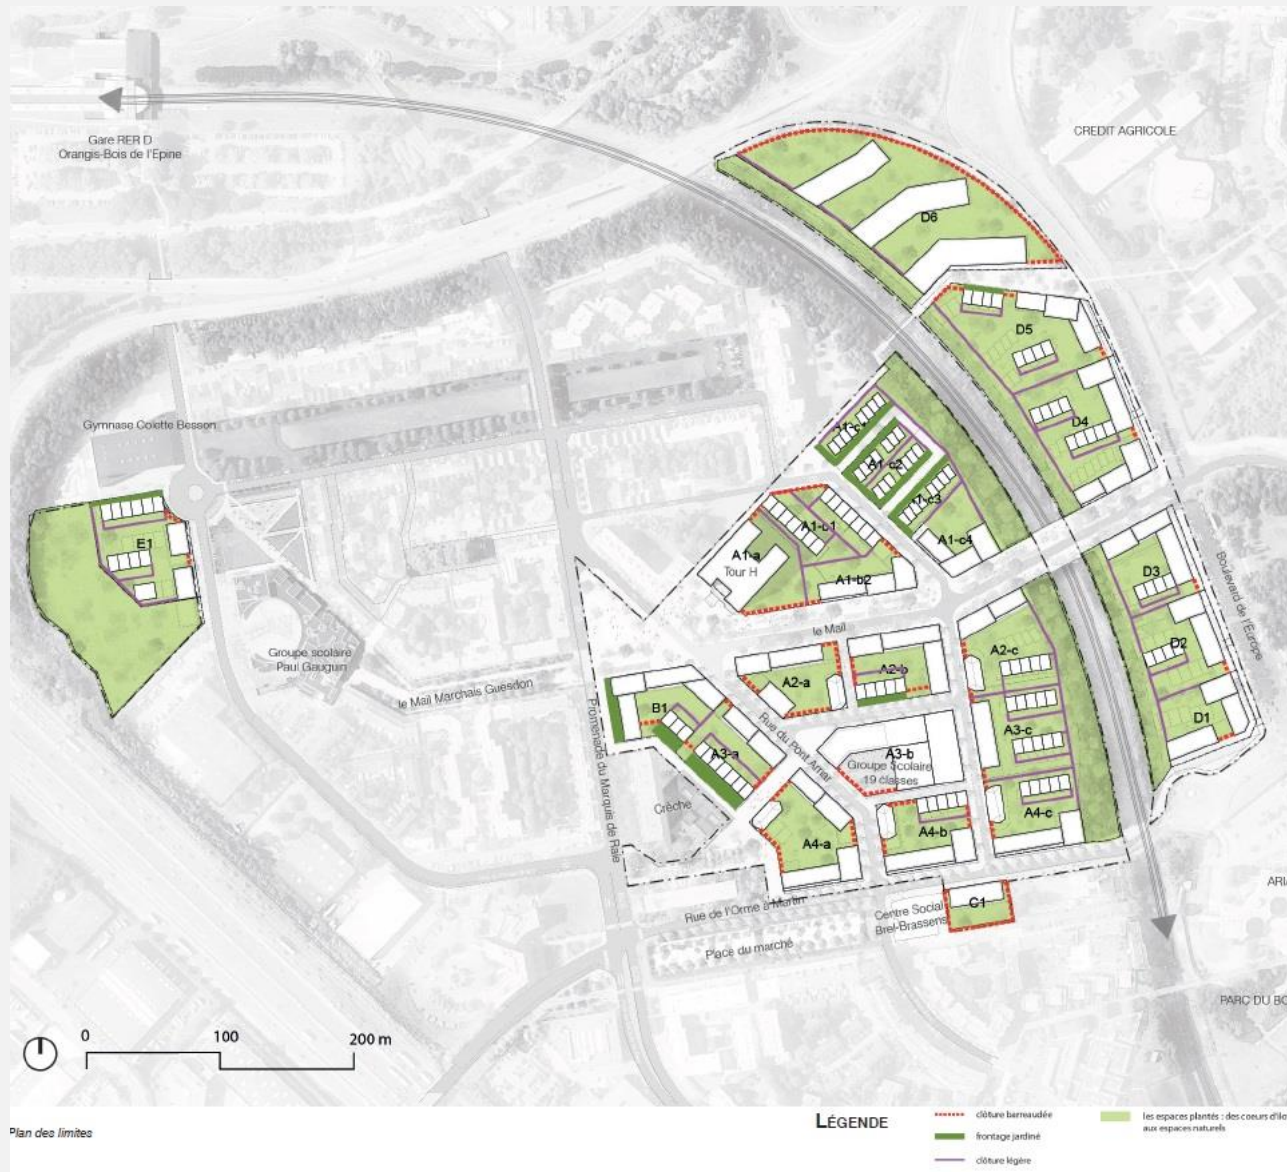 Gare RER D
Orangis-Bois de l'Epine
CREDIT AGRICOLE
D6
D5
D4
Gymnase Colette Besson
A1-c2
A1-c3
A1-c4
E1
A1-a
Tour H
A1-b2
D3
D2
D1
Boulevard de l'Europe
le Mail
Groupe scolaire
Paul Gauguin
le Mail Marchais Guesdon
A2-a
A2-b
A2-c
B1
A3-a
Rue du Pont Amar
A3-b
Groupe Scolaire
19 classes
A3-c
Promenade du Marquis de Raie
Crèche
A4-a
A4-b
A4-c
Rue de l'Orme à Martin
Centre Social
Brel-Brassens
C1
Place du marché
PARC DU BO
0 100 200 m
Plan des limites
LÉGENDE
clôture barreaudée
frontage jardiné
clôture légère
les espaces plantés : des coeurs d'ilo
aux espaces naturels